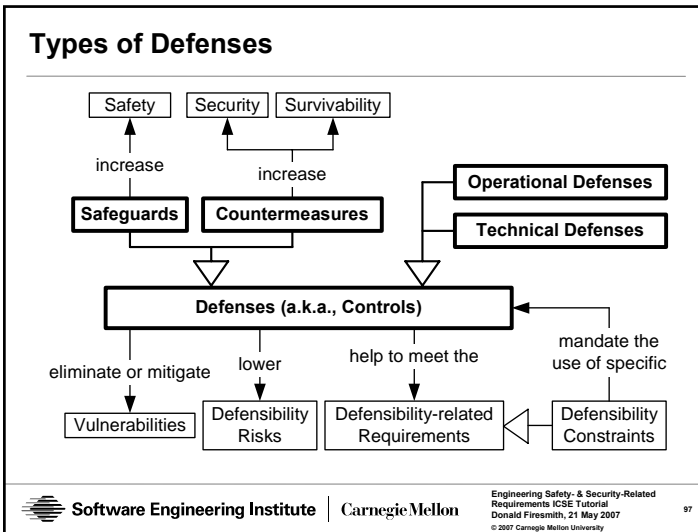 Types of Defenses
Safety
Security
Survivability
increase
increase
Operational Defenses
Safeguards
Countermeasures
Technical Defenses
Defenses (a.k.a., Controls)
mandate the
use of specific
eliminate or mitigate
lower
help to meet the
Vulnerabilities
Defensibility
Risks
Defensibility-related
Requirements
Defensibility
Constraints
Software Engineering Institute
Carnegie Mellon
Engineering Safety- & Security-Related
Requirements ICSE Tutorial
Donald Firesmith, 21 May 2007
© 2007 Carnegie Mellon University
97